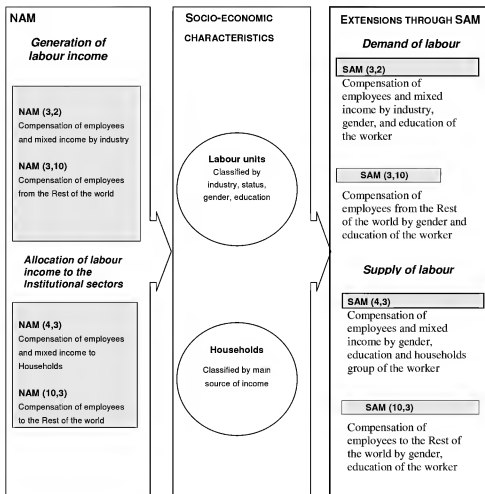 NAM
Generation of
labour income
NAM (3,2)
Compensation of employees
and mixed income by industry
NAM (3,10)
Compensation of employees
from the Rest of the world
Allocation of labour
income to the
Institutional sectors
NAM (4,3)
Compensation of employees
and mixed income to
Households
NAM (10,3)
Compensation of employees
to the Rest of the world
SOCIO-ECONOMIC
CHARACTERISTICS
Labour units
Classified by
industry, status,
gender, education
Households
Classified by main
source of income
EXTENSIONS THROUGH SAM
Demand of labour
SAM (3,2)
Compensation of
employees and mixed
income by industry,
gender, and education of
the worker
SAM (3,10)
Compensation of
employees from the Rest
of the world by gender and
education of the worker
Supply of labour
SAM (4,3)
Compensation of
employees and mixed
income by gender,
education and households
group of the worker
SAM (10,3)
Compensation of
employees to the Rest of
the world by gender,
education of the worker